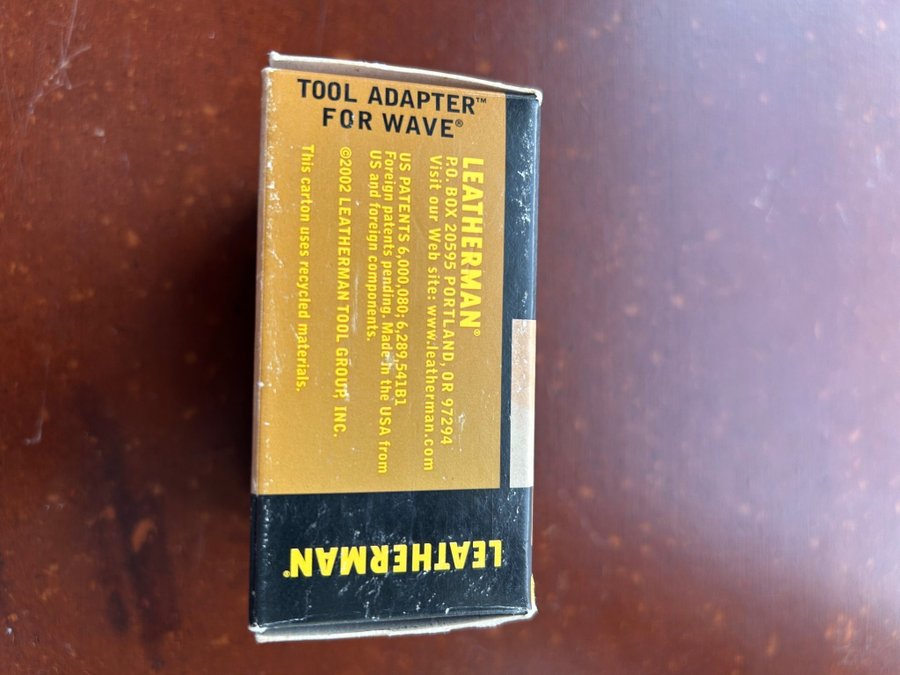 TOOL ADAPTER™
FOR WAVE®
LEATHERMAN®
P.O. BOX 20595 PORTLAND, OR 97294
Visit our Web site: www.leatherman.com
US PATENTS 6,000,080; 6,289,541B1
Foreign patents pending. Made in the USA from
US and foreign components.
©2002 LEATHERMAN TOOL GROUP, INC.
This carton uses recycled materials.
LEATHERMAN®